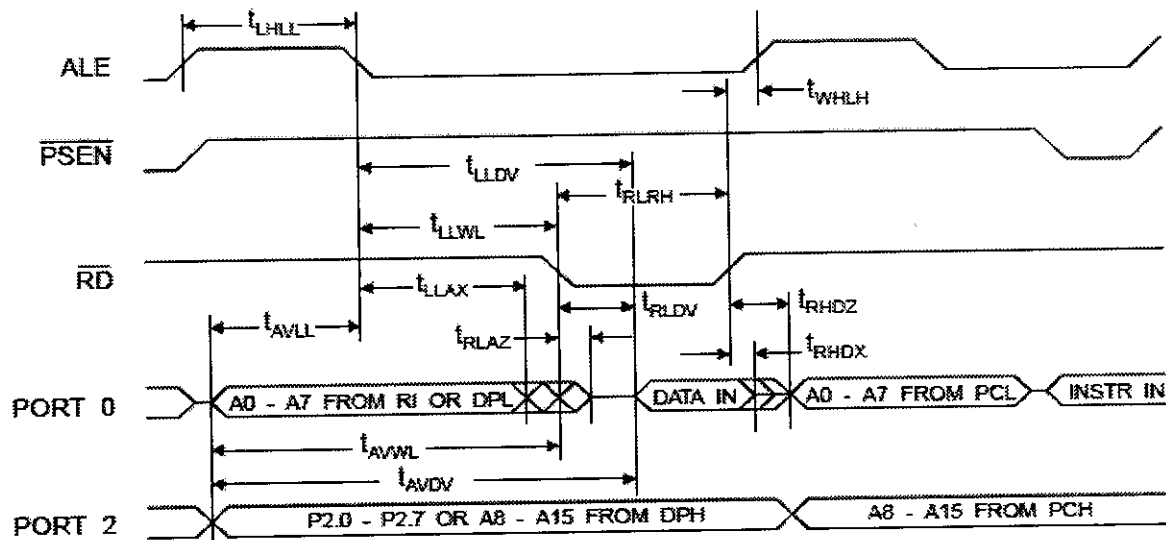 tLHLL
ALE
tWHLH
PSEN
tLLDV
tRLRH
tLLWL
RD
tLLAX
tRLDV
tRHDZ
tAVLL
tRLAZ
tRHDX
PORT 0
A0 - A7 FROM RI OR DPL
DATA IN
A0 - A7 FROM PCL
INSTR IN
tAVWL
tAVDV
PORT 2
P2.0 - P2.7 OR A8 - A15 FROM DPH
A8 - A15 FROM PCH